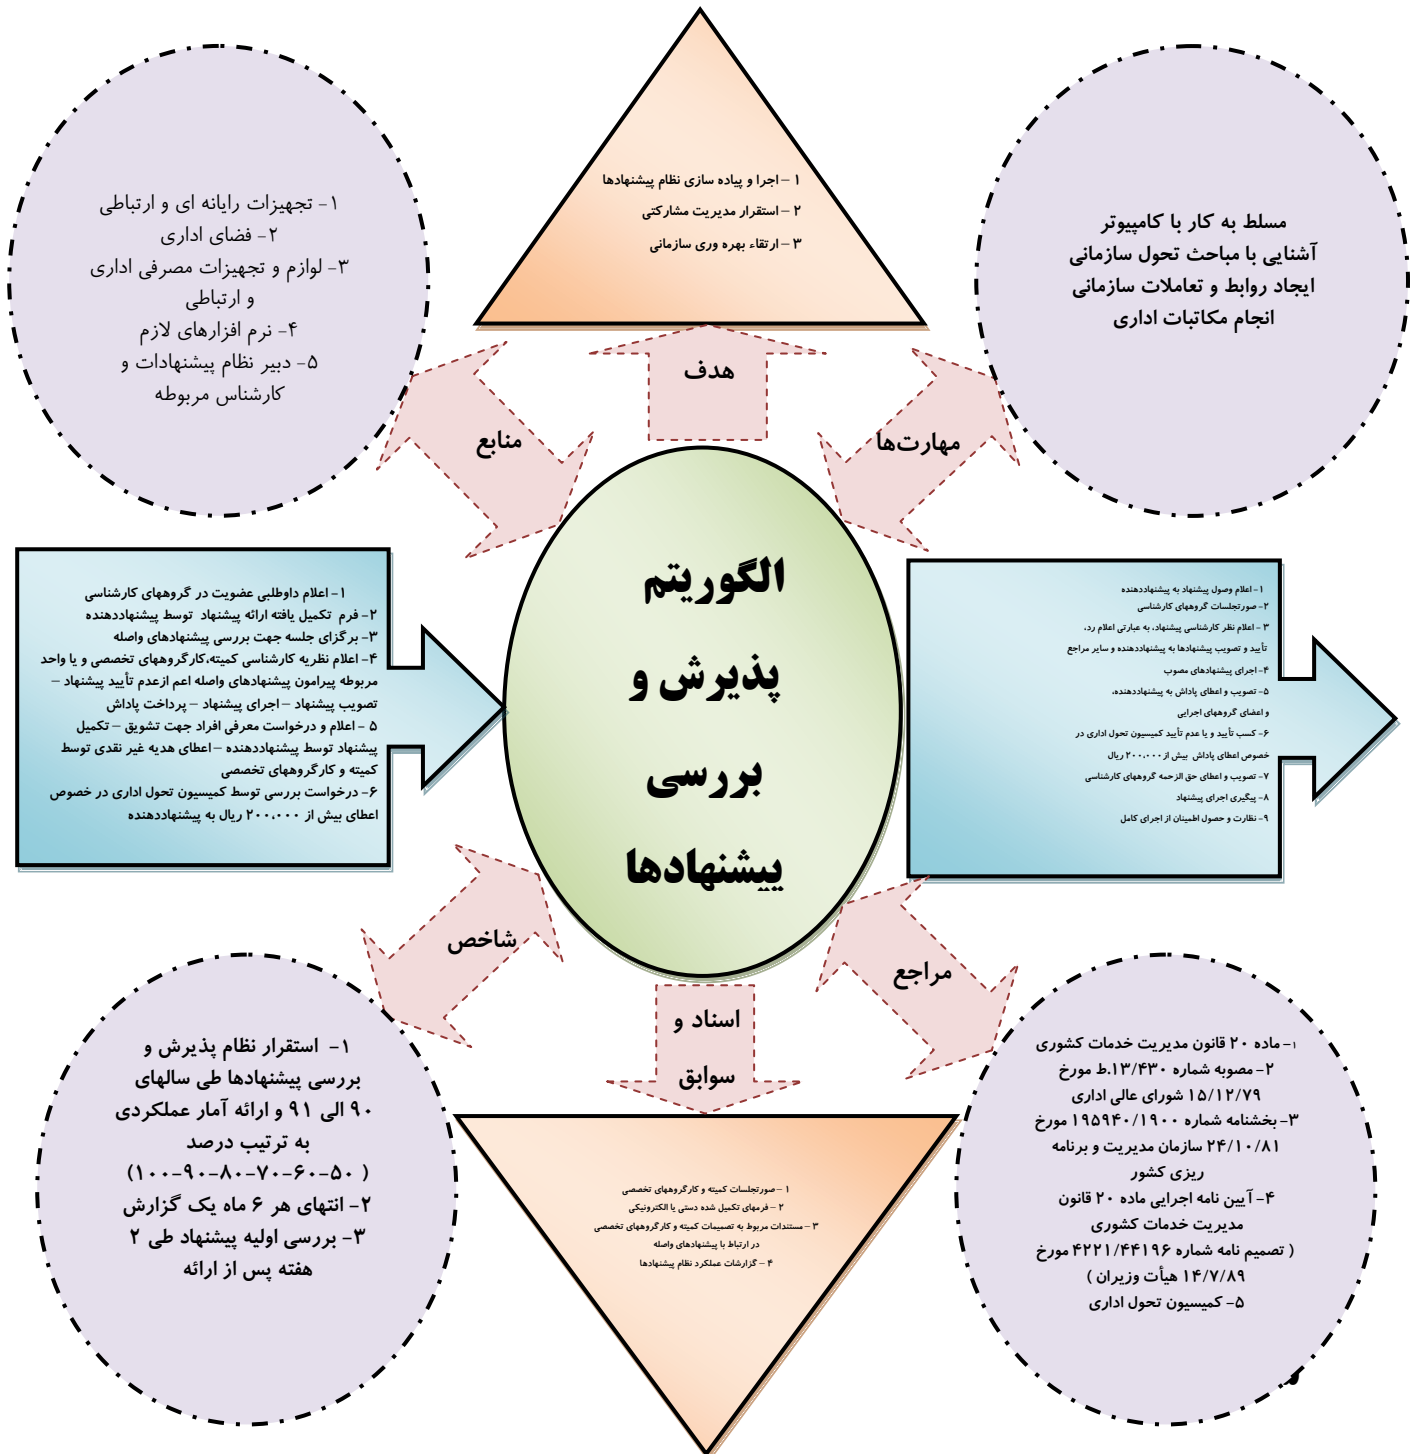 ۱ – اجرا و پیاده سازی نظام پیشنهادها
۲ – استقرار مدیریت مشارکتی
۳ – ارتقاء بهره وری سازمانی
مسلط به کار با کامپیوتر
آشنایی با مباحث تحول سازمانی
ایجاد روابط و تعاملات سازمانی
انجام مکاتبات اداری
۱- تجهیزات رایانه ای و ارتباطی
۲- فضای اداری
۳- لوازم و تجهیزات مصرفی اداری
و ارتباطی
۴- نرم افزارهای لازم
۵- دبیر نظام پیشنهادات و
کارشناس مربوطه
هدف
مهارت‌ها
منابع
الگوریتم
پذیرش و
بررسی
پیشنهادها
۱- اعلام وصول پیشنهاد به پیشنهاددهنده
۲- صورتجلسات گروههای کارشناسی
۳ – اعلام نظر کارشناسی پیشنهاد، به عبارتی اعلام رد،
تأیید و تصویب پیشنهادها به پیشنهاددهنده و سایر مراجع
۴- اجرای پیشنهادهای مصوب
۵- تصویب و اعطای پاداش به پیشنهاددهنده،
و اعضای گروههای اجرایی
۶- کسب تأیید و یا عدم تأیید کمیسیون تحول اداری در
خصوص اعطای پاداش بیش از ۲۰۰،۰۰۰ ریال
۷- تصویب و اعطای حق الزحمه گروههای کارشناسی
۸- پیگیری اجرای پیشنهاد
۹- نظارت و حصول اطمینان از اجرای کامل
۱- اعلام داوطلبی عضویت در گروههای کارشناسی
۲- فرم تکمیل یافته ارائه پیشنهاد توسط پیشنهاددهنده
۳- برگزای جلسه جهت بررسی پیشنهادهای واصله
۴- اعلام نظریه کارشناسی کمیته،کارگروههای تخصصی و یا واحد
مربوطه پیرامون پیشنهادهای واصله اعم ازعدم تأیید پیشنهاد –
تصویب پیشنهاد – اجرای پیشنهاد – پرداخت پاداش
۵ - اعلام و درخواست معرفی افراد جهت تشویق – تکمیل
پیشنهاد توسط پیشنهاددهنده – اعطای هدیه غیر نقدی توسط
کمیته و کارگروههای تخصصی
۶- درخواست بررسی توسط کمیسیون تحول اداری در خصوص
اعطای بیش از ۲۰۰،۰۰۰ ریال به پیشنهاددهنده
شاخص
اسناد و
سوابق
مراجع
۱- ماده ۲۰ قانون مدیریت خدمات کشوری
۲- مصوبه شماره ۱۳/۴۳۰.ط مورخ
۱۵/۱۲/۷۹ شورای عالی اداری
۳- بخشنامه شماره ۱۹۵۹۴۰/۱۹۰۰ مورخ
۲۴/۱۰/۸۱ سازمان مدیریت و برنامه
ریزی کشور
۴- آیین نامه اجرایی ماده ۲۰ قانون
مدیریت خدمات کشوری
( تصمیم نامه شماره ۴۲۲۱/۴۴۱۹۶ مورخ
۱۴/۷/۸۹ هیأت وزیران )
۵- کمیسیون تحول اداری
۱- استقرار نظام پذیرش و
بررسی پیشنهادها طی سالهای
۹۰ الی ۹۱ و ارائه آمار عملکردی
به ترتیب درصد
( ۵۰-۶۰-۷۰-۸۰-۹۰-۱۰۰)
۲- انتهای هر ۶ ماه یک گزارش
۳- بررسی اولیه پیشنهاد طی ۲
هفته پس از ارائه
۱ – صورتجلسات کمیته و کارگروههای تخصصی
۲ – فرمهای تکمیل شده دستی یا الکترونیکی
۳ – مستندات مربوط به تصمیمات کمیته و کارگروههای تخصصی
در ارتباط با پیشنهادهای واصله
۴ – گزارشات عملکرد نظام پیشنهادها